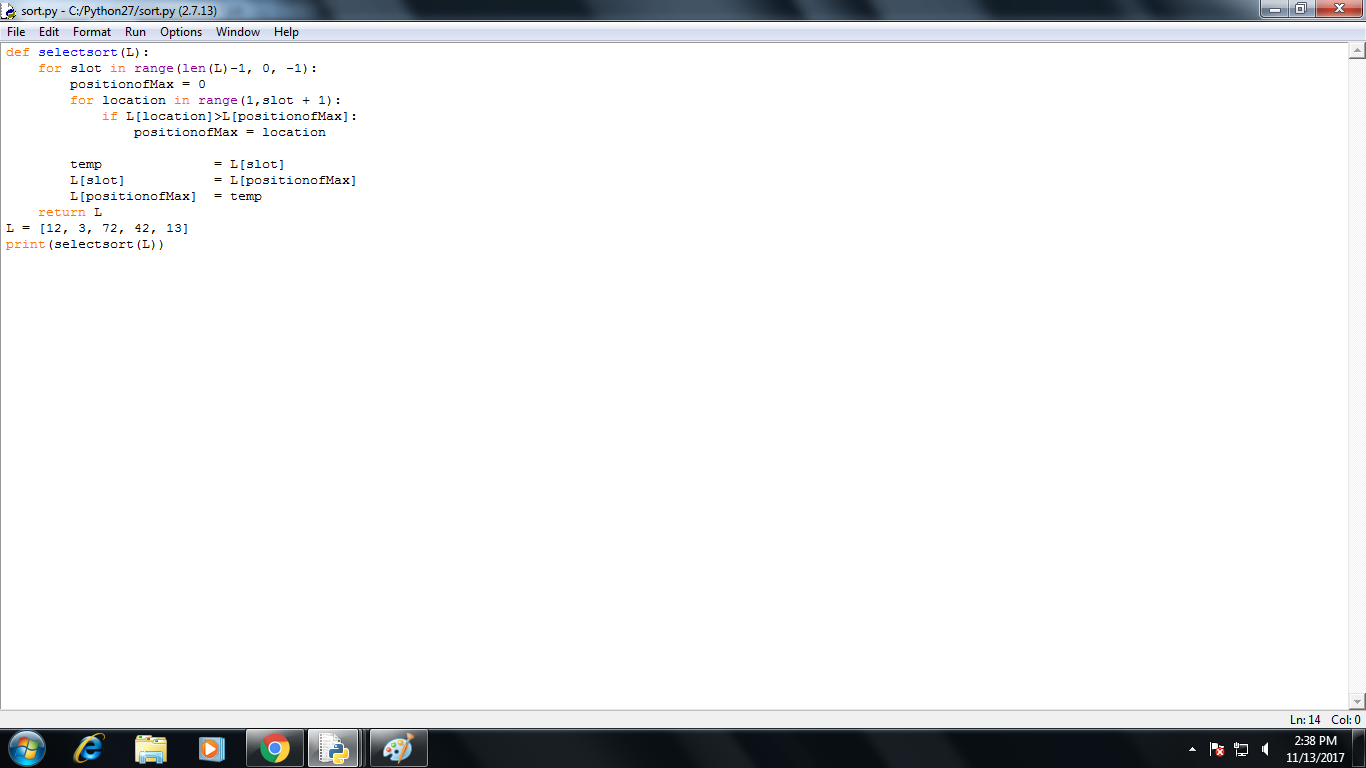 sort.py - C:/Python27/sort.py (2.7.13)
File Edit Format Run Options Window Help
def selectsort(L):
    for slot in range(len(L)-1, 0, -1):
        positionofMax = 0
        for location in range(1,slot + 1):
            if L[location]>L[positionofMax]:
                positionofMax = location

        temp              = L[slot]
        L[slot]           = L[positionofMax]
        L[positionofMax]  = temp
    return L
L = [12, 3, 72, 42, 13]
print(selectsort(L))
Ln: 14 Col: 0
2:38 PM
11/13/2017